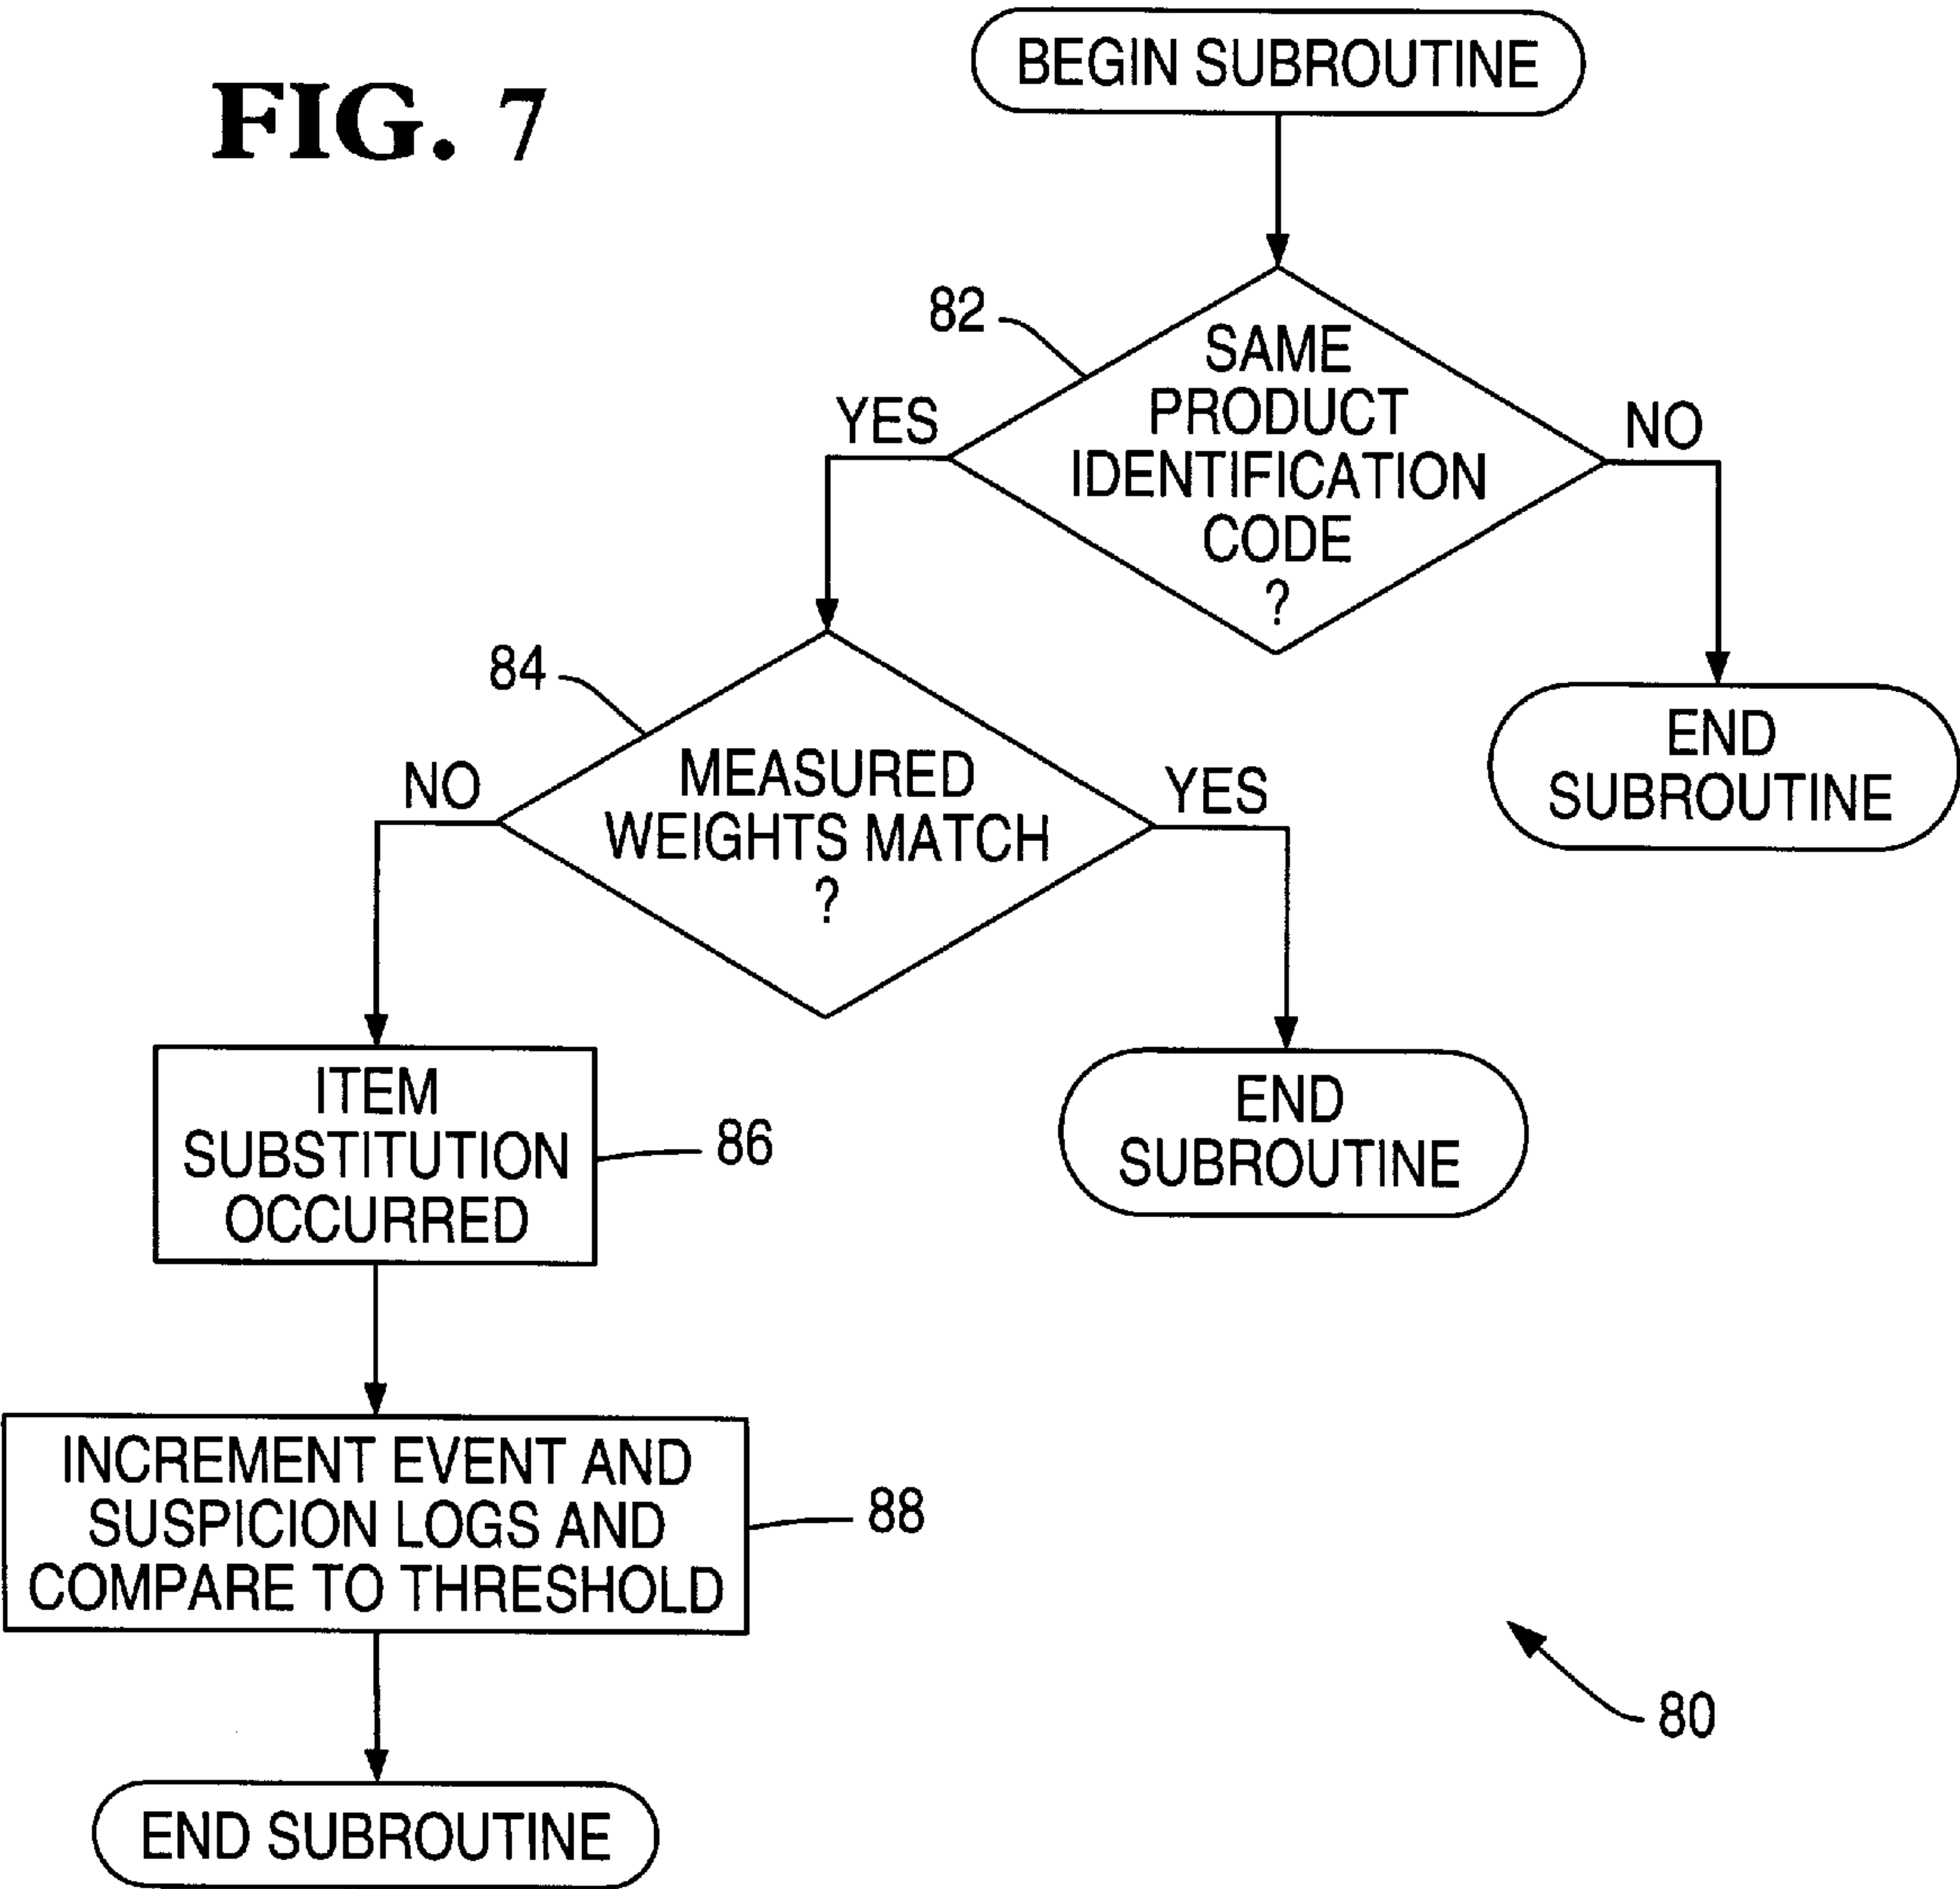 FIG. 7
BEGIN SUBROUTINE
82
SAME
PRODUCT
IDENTIFICATION
CODE
?
YES
NO
END
SUBROUTINE
84
MEASURED
WEIGHTS MATCH
?
NO
YES
END
SUBROUTINE
ITEM
SUBSTITUTION
OCCURRED
86
INCREMENT EVENT AND
SUSPICION LOGS AND
COMPARE TO THRESHOLD
88
END SUBROUTINE
80